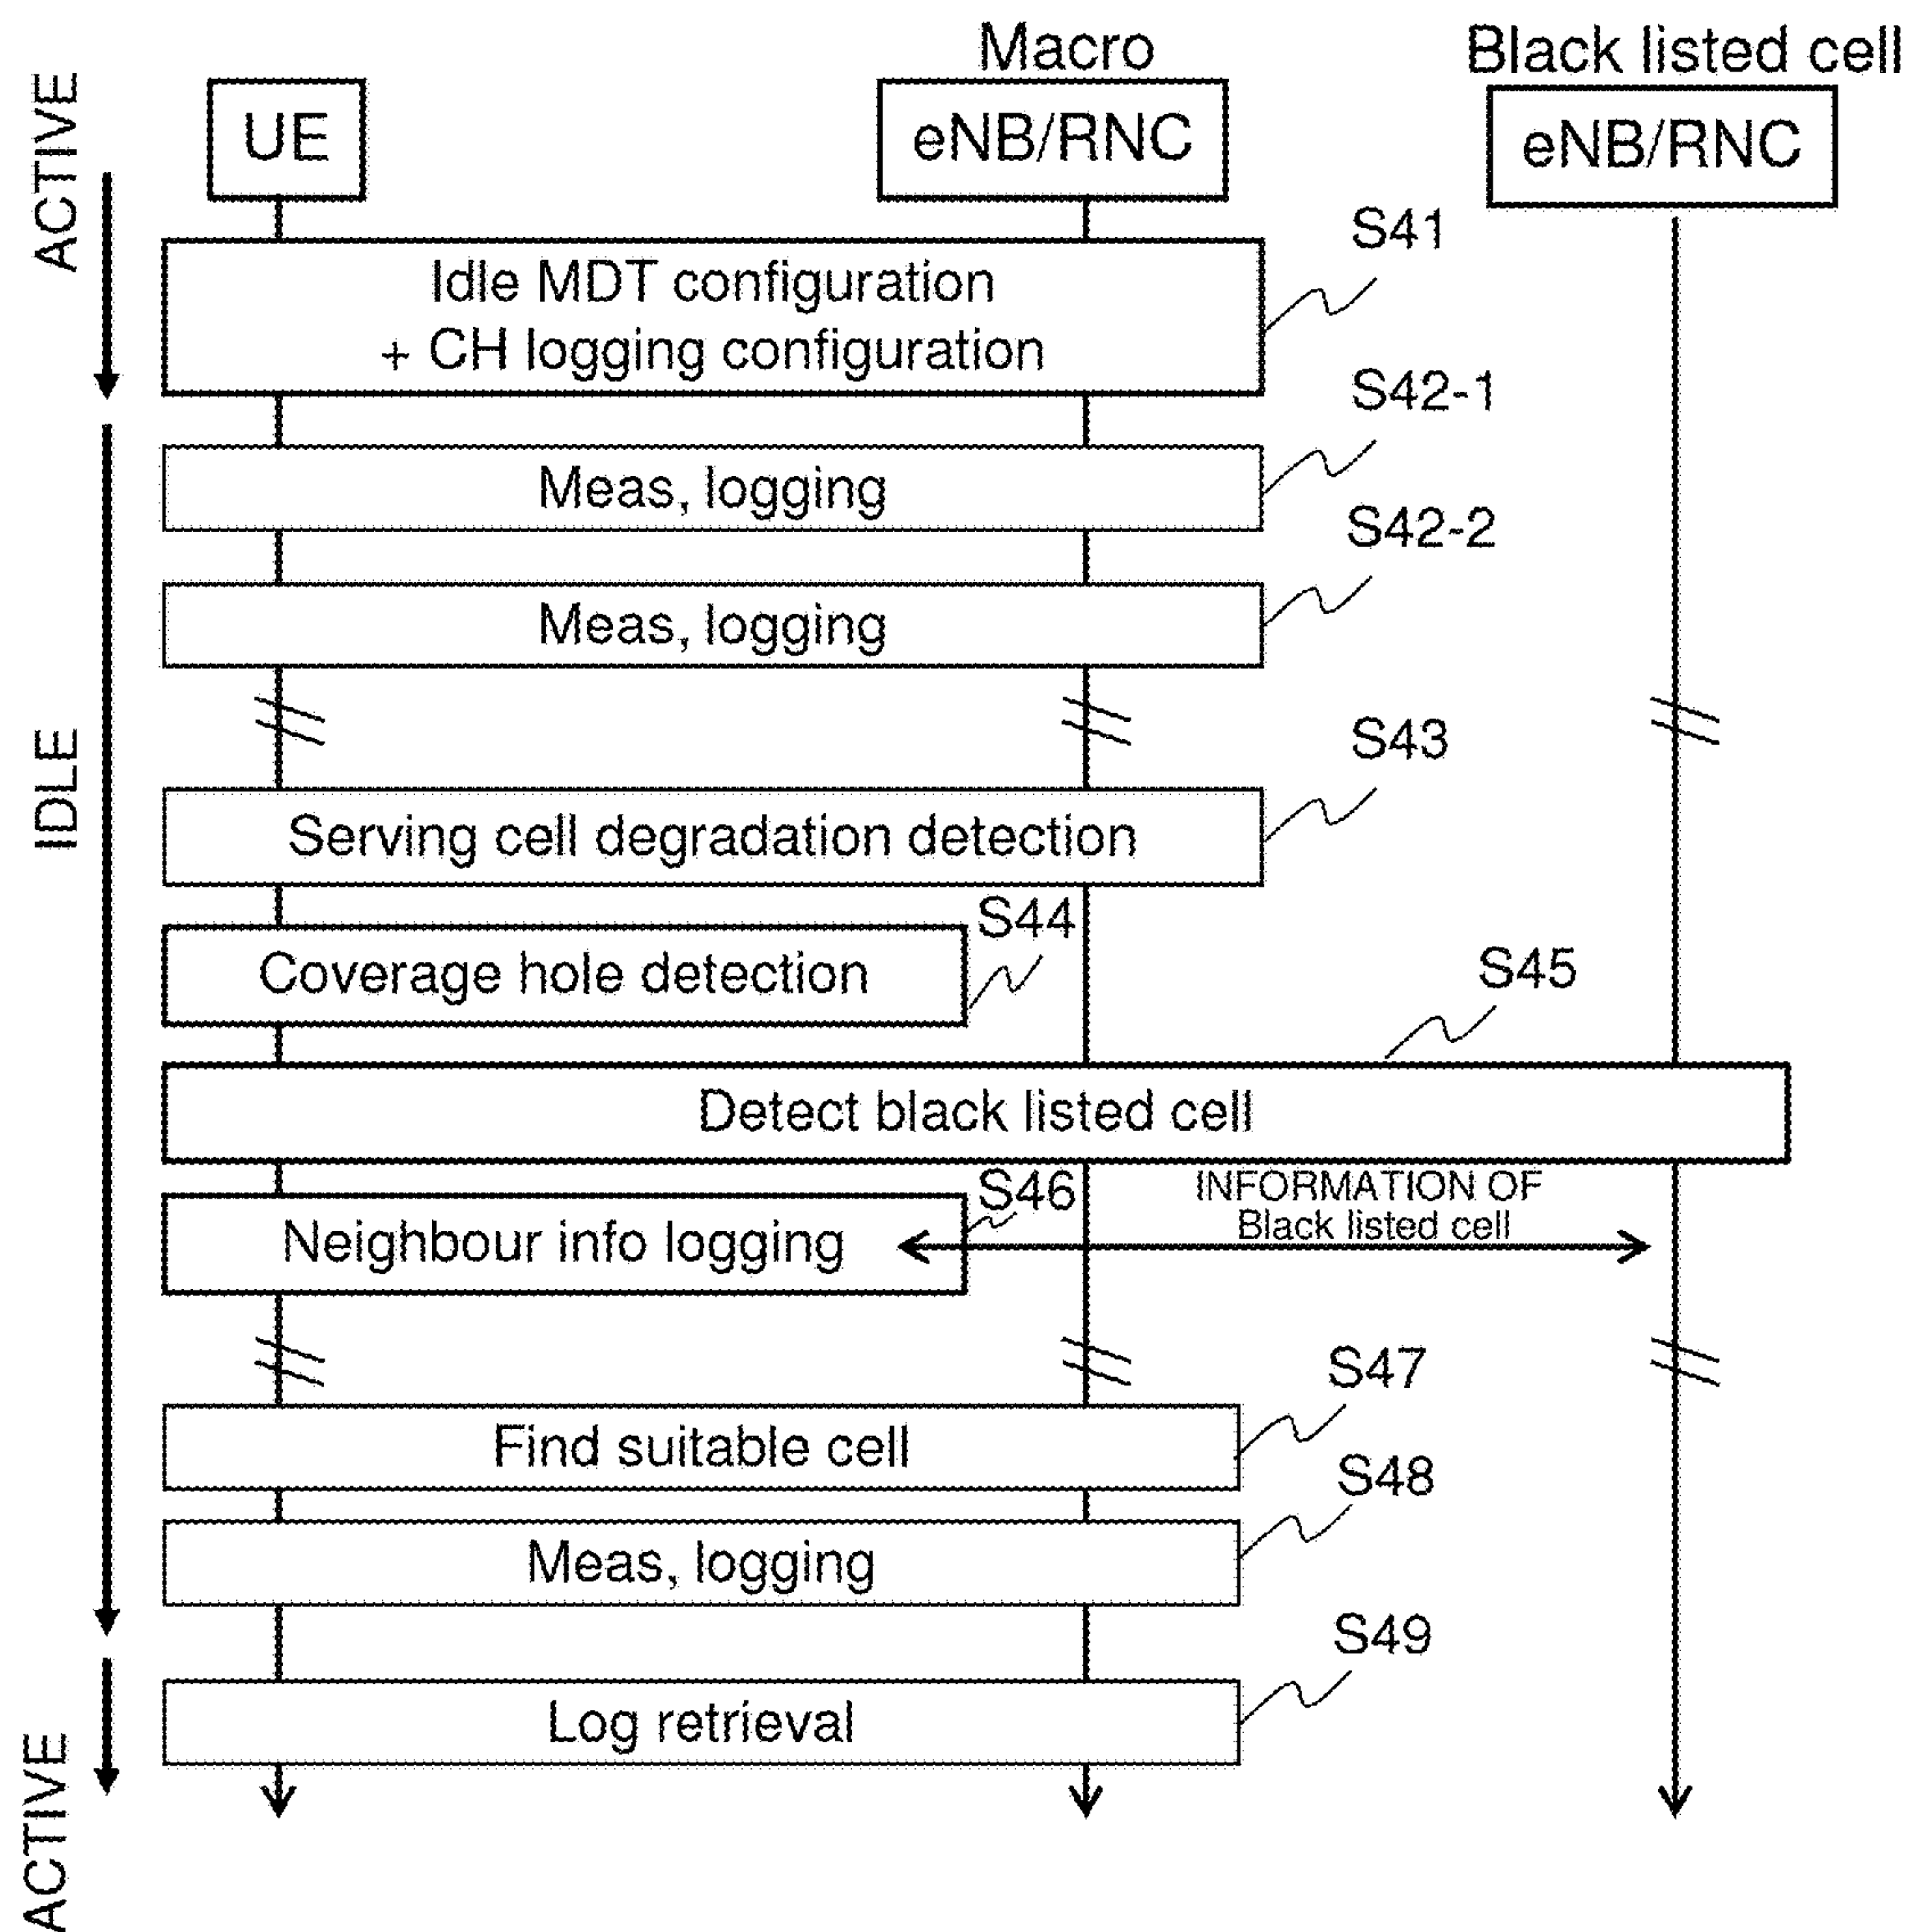 Macro
Black listed cell
ACTIVE
UE
eNB/RNC
eNB/RNC
S41
Idle MDT configuration
+ CH logging configuration
S42-1
Meas, logging
S42-2
Meas, logging
IDLE
S43
Serving cell degradation detection
S44
Coverage hole detection
S45
Detect black listed cell
S46
INFORMATION OF
Black listed cell
Neighbour info logging
S47
Find suitable cell
S48
Meas, logging
S49
Log retrieval
ACTIVE